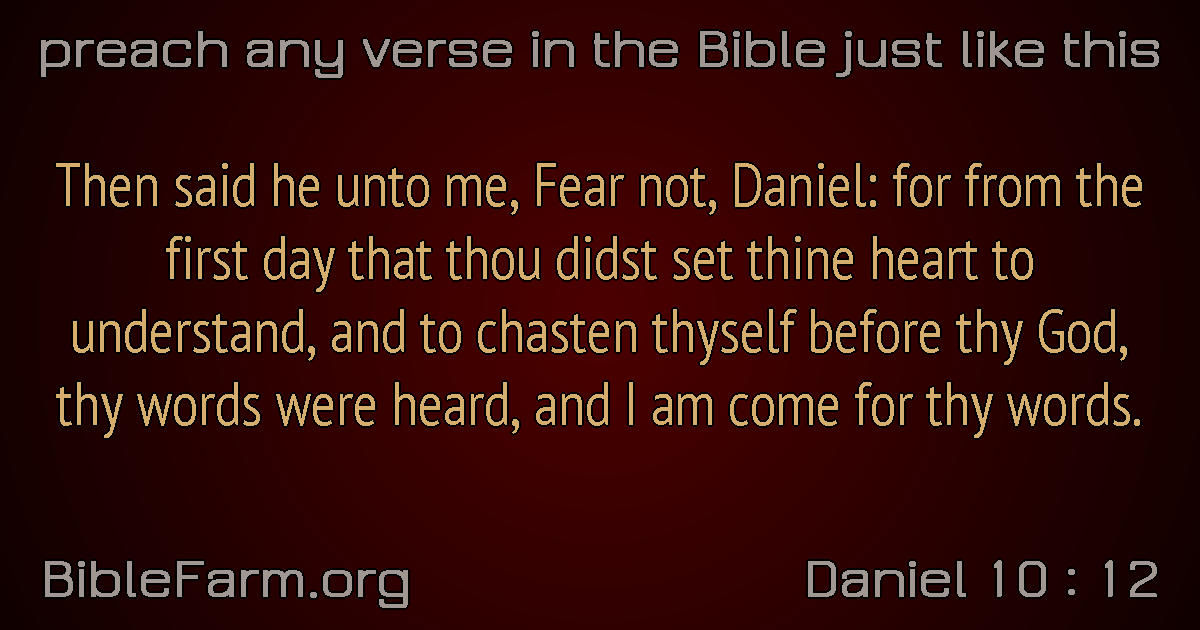 preach any verse in the Bible just like this
Then said he unto me, Fear not, Daniel: for from the
first day that thou didst set thine heart to
understand, and to chasten thyself before thy God,
thy words were heard, and I am come for thy words.
BibleFarm.org
Daniel 10 : 12